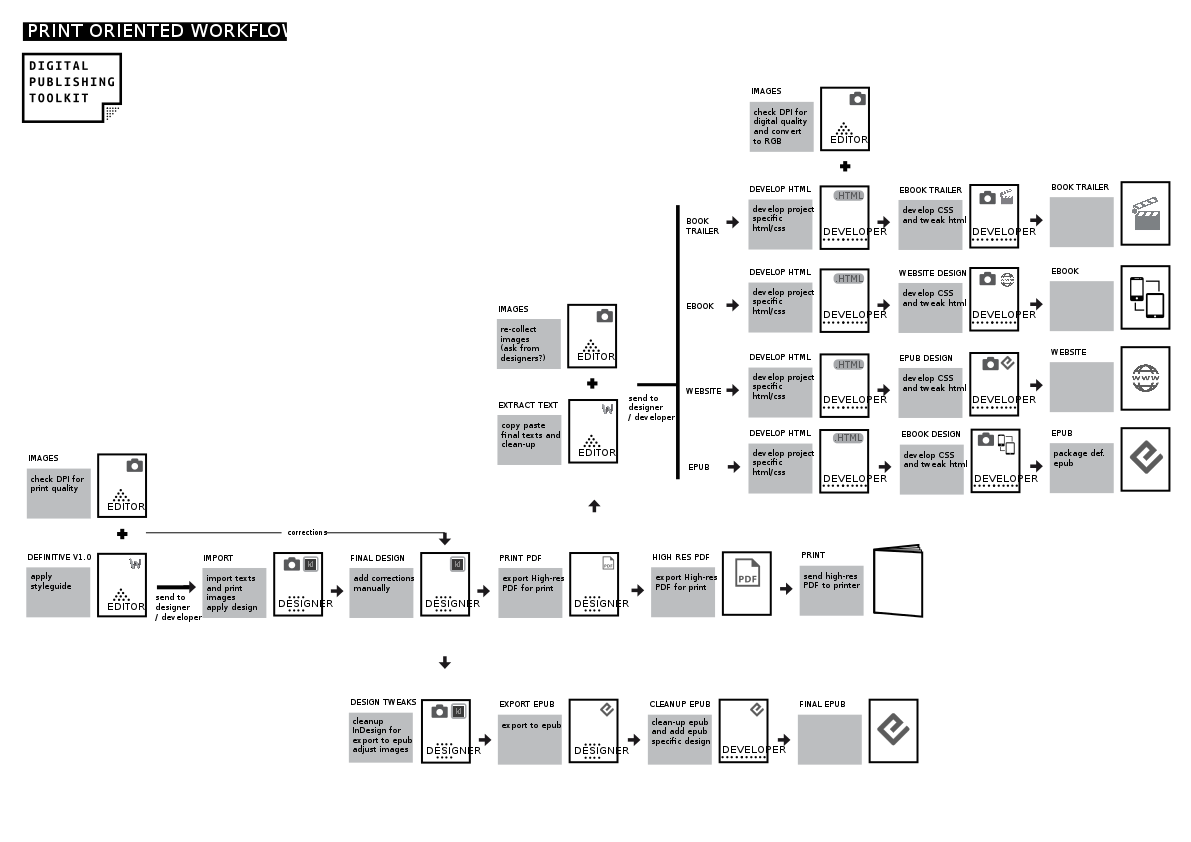 PRINT ORIENTED WORKFLOW
DIGITAL
PUBLISHING
TOOLKIT
IMAGES
check DPI for
digital quality
and convert
to RGB
EDITOR
BOOK
TRAILER
DEVELOP HTML
develop project
specific
html/css
.HTML
DEVELOPER
EBOOK TRAILER
develop CSS
and tweak html
DEVELOPER
BOOK TRAILER
EBOOK
DEVELOP HTML
develop project
specific
html/css
.HTML
DEVELOPER
WEBSITE DESIGN
develop CSS
and tweak html
WWW
DEVELOPER
EBOOK
WEBSITE
DEVELOP HTML
develop project
specific
html/css
.HTML
DEVELOPER
EPUB DESIGN
develop CSS
and tweak html
DEVELOPER
WEBSITE
WWW
EPUB
DEVELOP HTML
develop project
specific
html/css
.HTML
DEVELOPER
EBOOK DESIGN
develop CSS
and tweak html
DEVELOPER
EPUB
package def.
epub
IMAGES
re-collect
images
(ask from
designers?)
EDITOR
EXTRACT TEXT
copy paste
final texts and
clean-up
W
EDITOR
send to
designer
/ developer
IMAGES
check DPI for
print quality
EDITOR
corrections
DEFINITIVE V1.0
apply
styleguide
W
EDITOR
send to
designer
/ developer
IMPORT
import texts
and print
images
apply design
Id
DESIGNER
FINAL DESIGN
add corrections
manually
Id
DESIGNER
PRINT PDF
export High-res
PDF for print
PDF
DESIGNER
HIGH RES PDF
export High-res
PDF for print
PDF
PRINT
send high-res
PDF to printer
DESIGN TWEAKS
cleanup
InDesign for
export to epub
adjust images
Id
DESIGNER
EXPORT EPUB
export to epub
DESIGNER
CLEANUP EPUB
clean-up epub
and add epub
specific design
DEVELOPER
FINAL EPUB